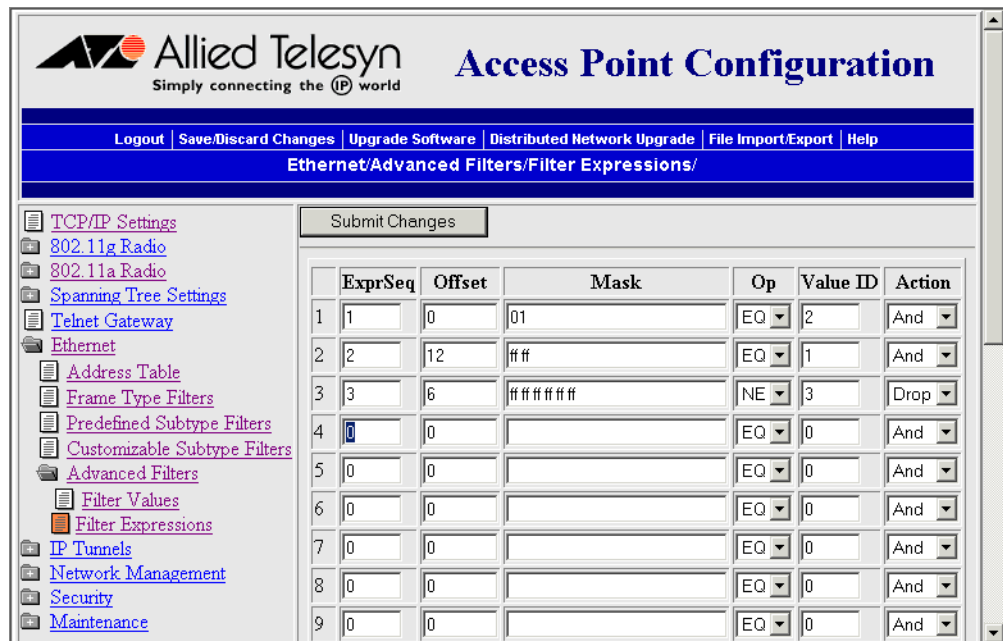 Allied Telesyn
Simply connecting the IP world
Access Point Configuration
Logout | Save/Discard Changes | Upgrade Software | Distributed Network Upgrade | File Import/Export | Help
Ethernet/Advanced Filters/Filter Expressions/
TCP/IP Settings
802.11g Radio
802.11a Radio
Spanning Tree Settings
Telnet Gateway
Ethernet
Address Table
Frame Type Filters
Predefined Subtype Filters
Customizable Subtype Filters
Advanced Filters
Filter Values
Filter Expressions
IP Tunnels
Network Management
Security
Maintenance
Submit Changes
ExprSeq Offset Mask Op Value ID Action
1 1 0 01 EQ 2 And
2 2 12 ff ff EQ 1 And
3 3 6 ff ff ff ff ff ff NE 3 Drop
4 0 0 EQ 0 And
5 0 0 EQ 0 And
6 0 0 EQ 0 And
7 0 0 EQ 0 And
8 0 0 EQ 0 And
9 0 0 EQ 0 And